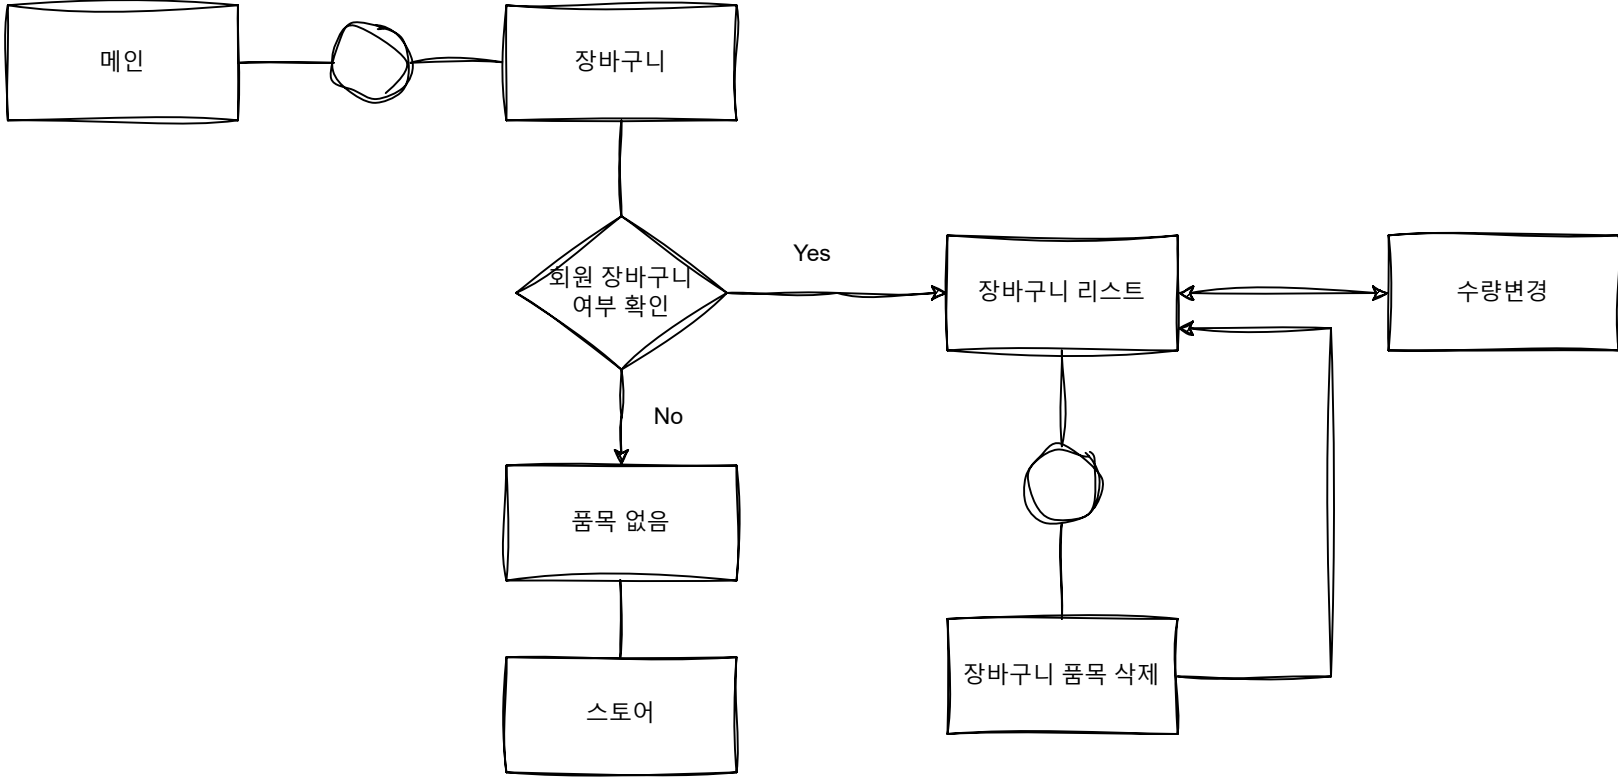 메인
장바구니
회원 장바구니
여부 확인
Yes
장바구니 리스트
수량변경
No
품목 없음
장바구니 품목 삭제
스토어